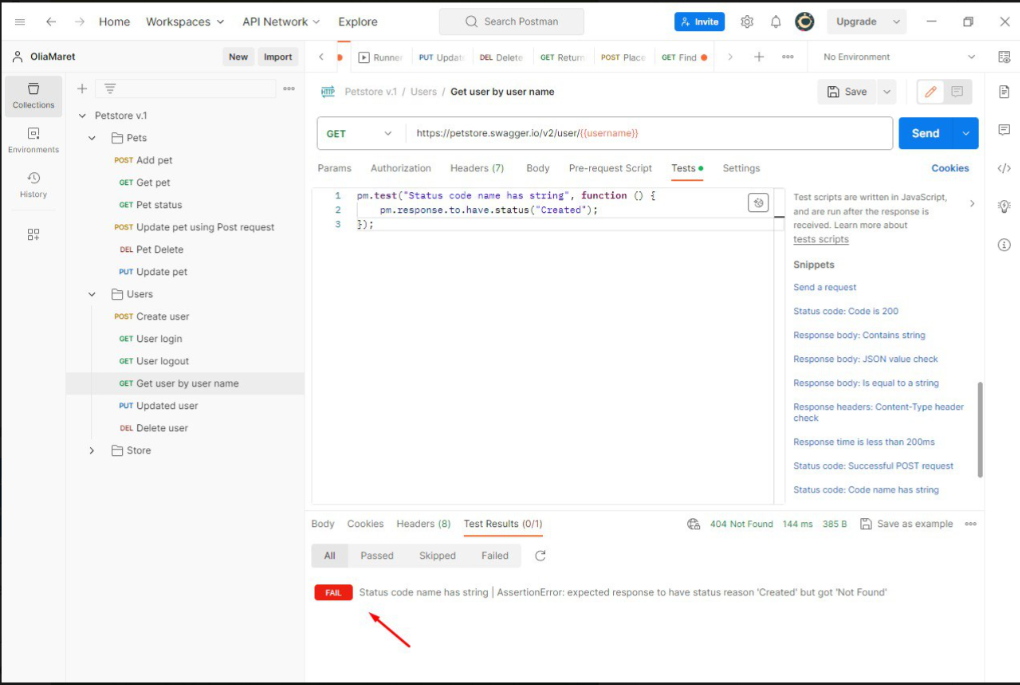 Home Workspaces API Network Explore Search Postman Invite Upgrade
OliaMaret New Import Runner PUT Updat DEL Delete GET Return POST Place GET Find No Environment
Collections
Environments
History
Petstore v.1
Pets
POST Add pet
GET Get pet
GET Pet status
POST Update pet using Post request
DEL Pet Delete
PUT Update pet
Users
POST Create user
GET User login
GET User logout
GET Get user by user name
PUT Updated user
DEL Delete user
Store
HTTP Petstore v.1 / Users / Get user by user name Save
GET https://petstore.swagger.io/v2/user/{{username}} Send
Params Authorization Headers (7) Body Pre-request Script Tests Settings Cookies
1 pm.test("Status code name has string", function () {
2 pm.response.to.have.status("Created");
3 });
Tests scripts are written in JavaScript,
and are run after the response is
received. Learn more about
tests scripts
Snippets
Send a request
Status code: Code is 200
Response body: Contains string
Response body: JSON value check
Response body: Is equal to a string
Response headers: Content-Type header
check
Response time is less than 200ms
Status code: Successful POST request
Status code: Code name has string
Body Cookies Headers (8) Test Results (0/1) 404 Not Found 144 ms 385 B Save as example
All Passed Skipped Failed
FAIL Status code name has string | AssertionError: expected response to have status reason 'Created' but got 'Not Found'